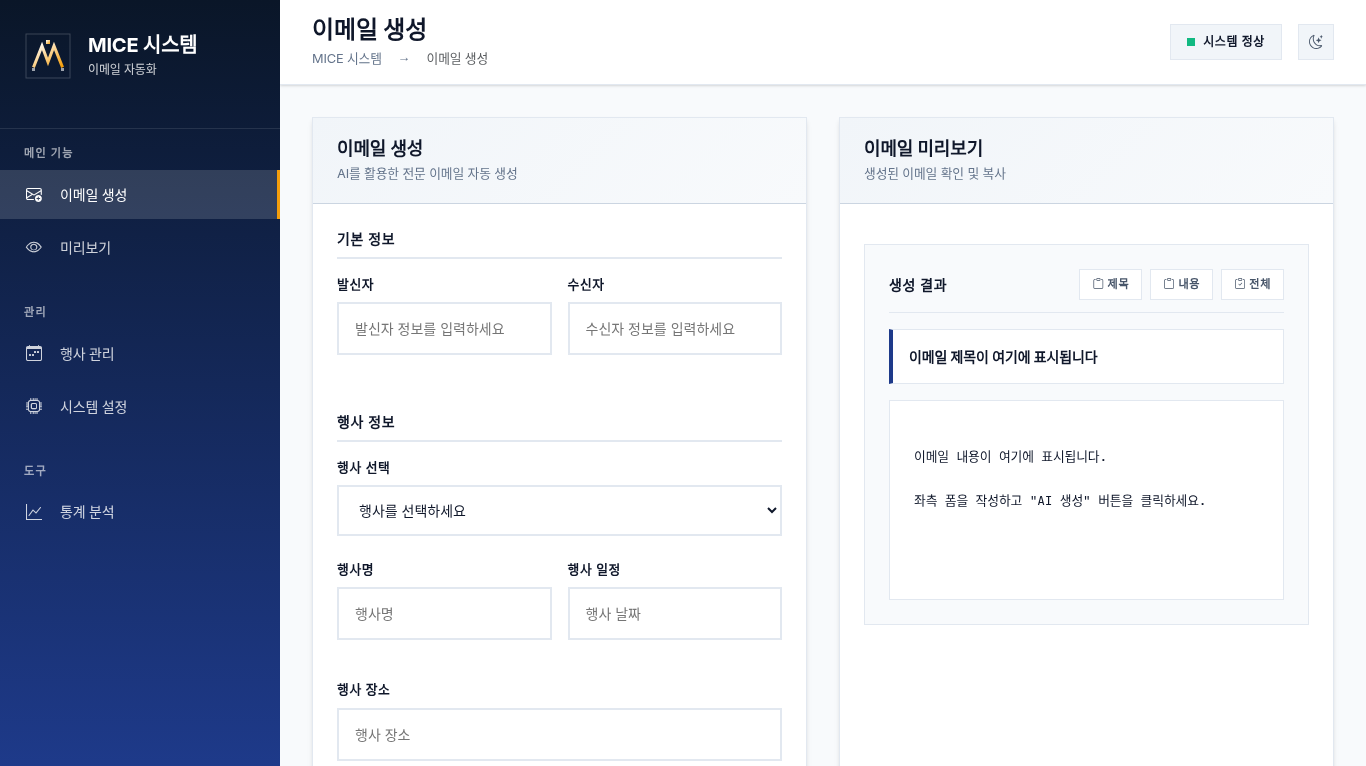 MICE 시스템
이메일 자동화
메인 기능
이메일 생성
미리보기
관리
행사 관리
시스템 설정
도구
통계 분석
이메일 생성
MICE 시스템 → 이메일 생성
시스템 정상
이메일 생성
AI를 활용한 전문 이메일 자동 생성
기본 정보
발신자 수신자
발신자 정보를 입력하세요 수신자 정보를 입력하세요
행사 정보
행사 선택
행사를 선택하세요
행사명 행사 일정
행사명 행사 날짜
행사 장소
행사 장소
이메일 미리보기
생성된 이메일 확인 및 복사
생성 결과 제목 내용 전체
이메일 제목이 여기에 표시됩니다
이메일 내용이 여기에 표시됩니다.
좌측 폼을 작성하고 "AI 생성" 버튼을 클릭하세요.